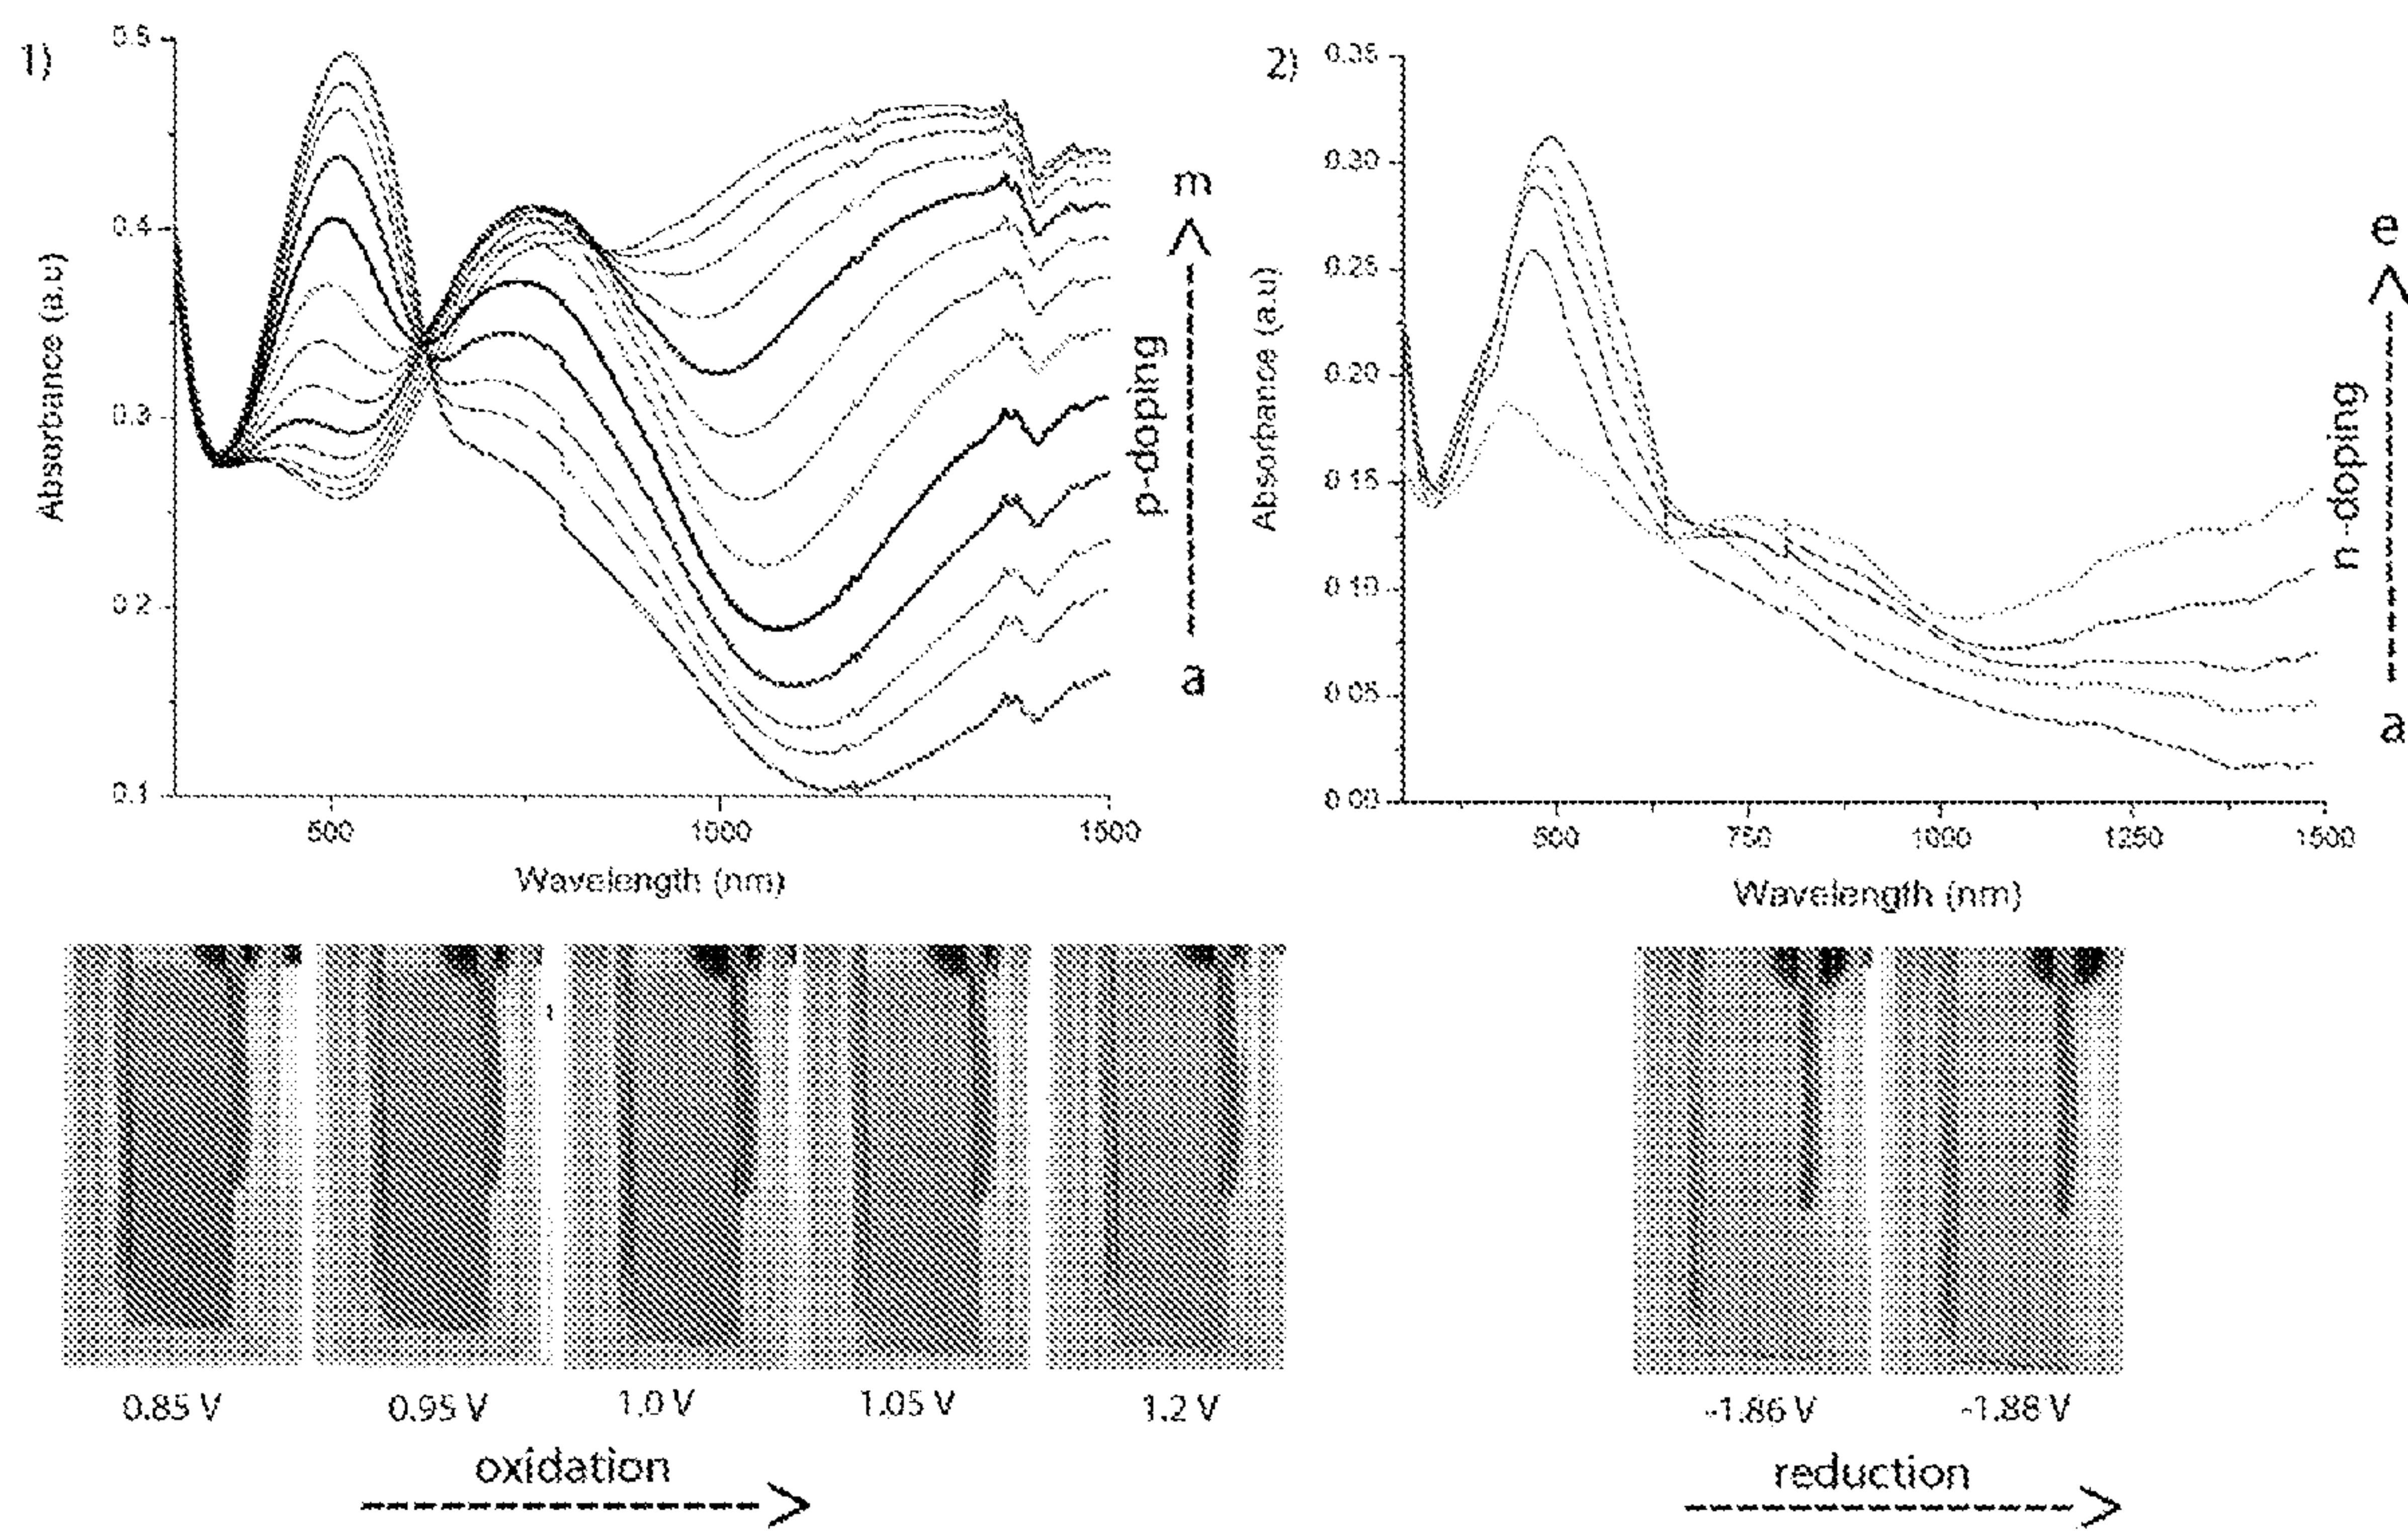 1)
0.5
0.4
0.3
0.2
0.1
Absorbance (a.u)
500
1000
1500
Wavelength (nm)
m
p-doping
a
2)
0.35
0.30
0.25
0.20
0.15
0.10
0.05
0.00
Absorbance (a.u)
500
750
1000
1250
1500
Wavelength (nm)
e
n -doping
a
0.85 V
0.95 V
1.0 V
1.05 V
1.2 V
oxidation
-1.86 V
-1.88 V
reduction